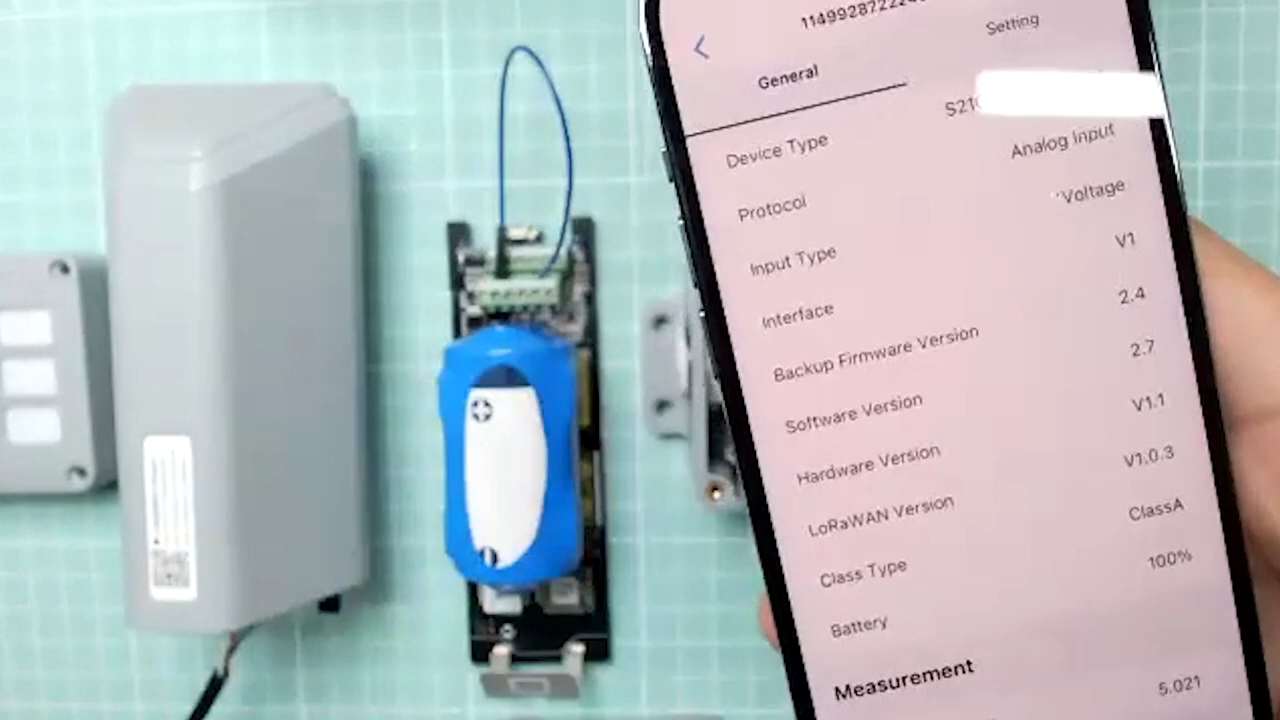 General
Setting
Device Type
Protocol Analog Input
Input Type Voltage
Interface V1
Backup Firmware Version 2.4
Software Version 2.7
Hardware Version V1.1
LoRaWAN Version V1.0.3
Class Type ClassA
Battery 100%
Measurement
5.021